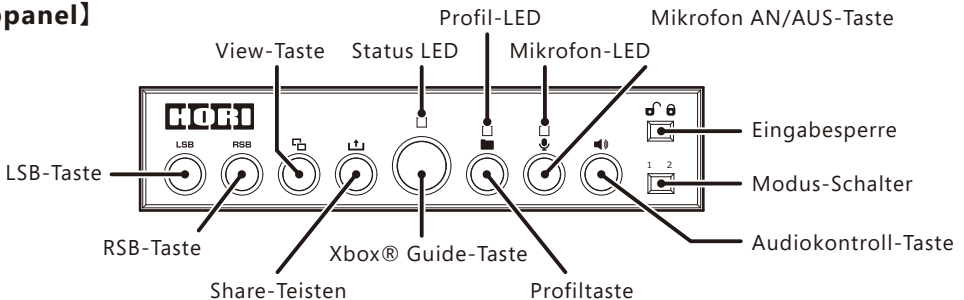 ppanel】
Profil-LED
Mikrofon AN/AUS-Taste
View-Taste
Status LED
Mikrofon-LED
HORI
LSB
RSB
Eingabesperre
LSB-Taste
1 2
Modus-Schalter
RSB-Taste
Xbox® Guide-Taste
Audiokontroll-Taste
Share-Teisten
Profiltaste